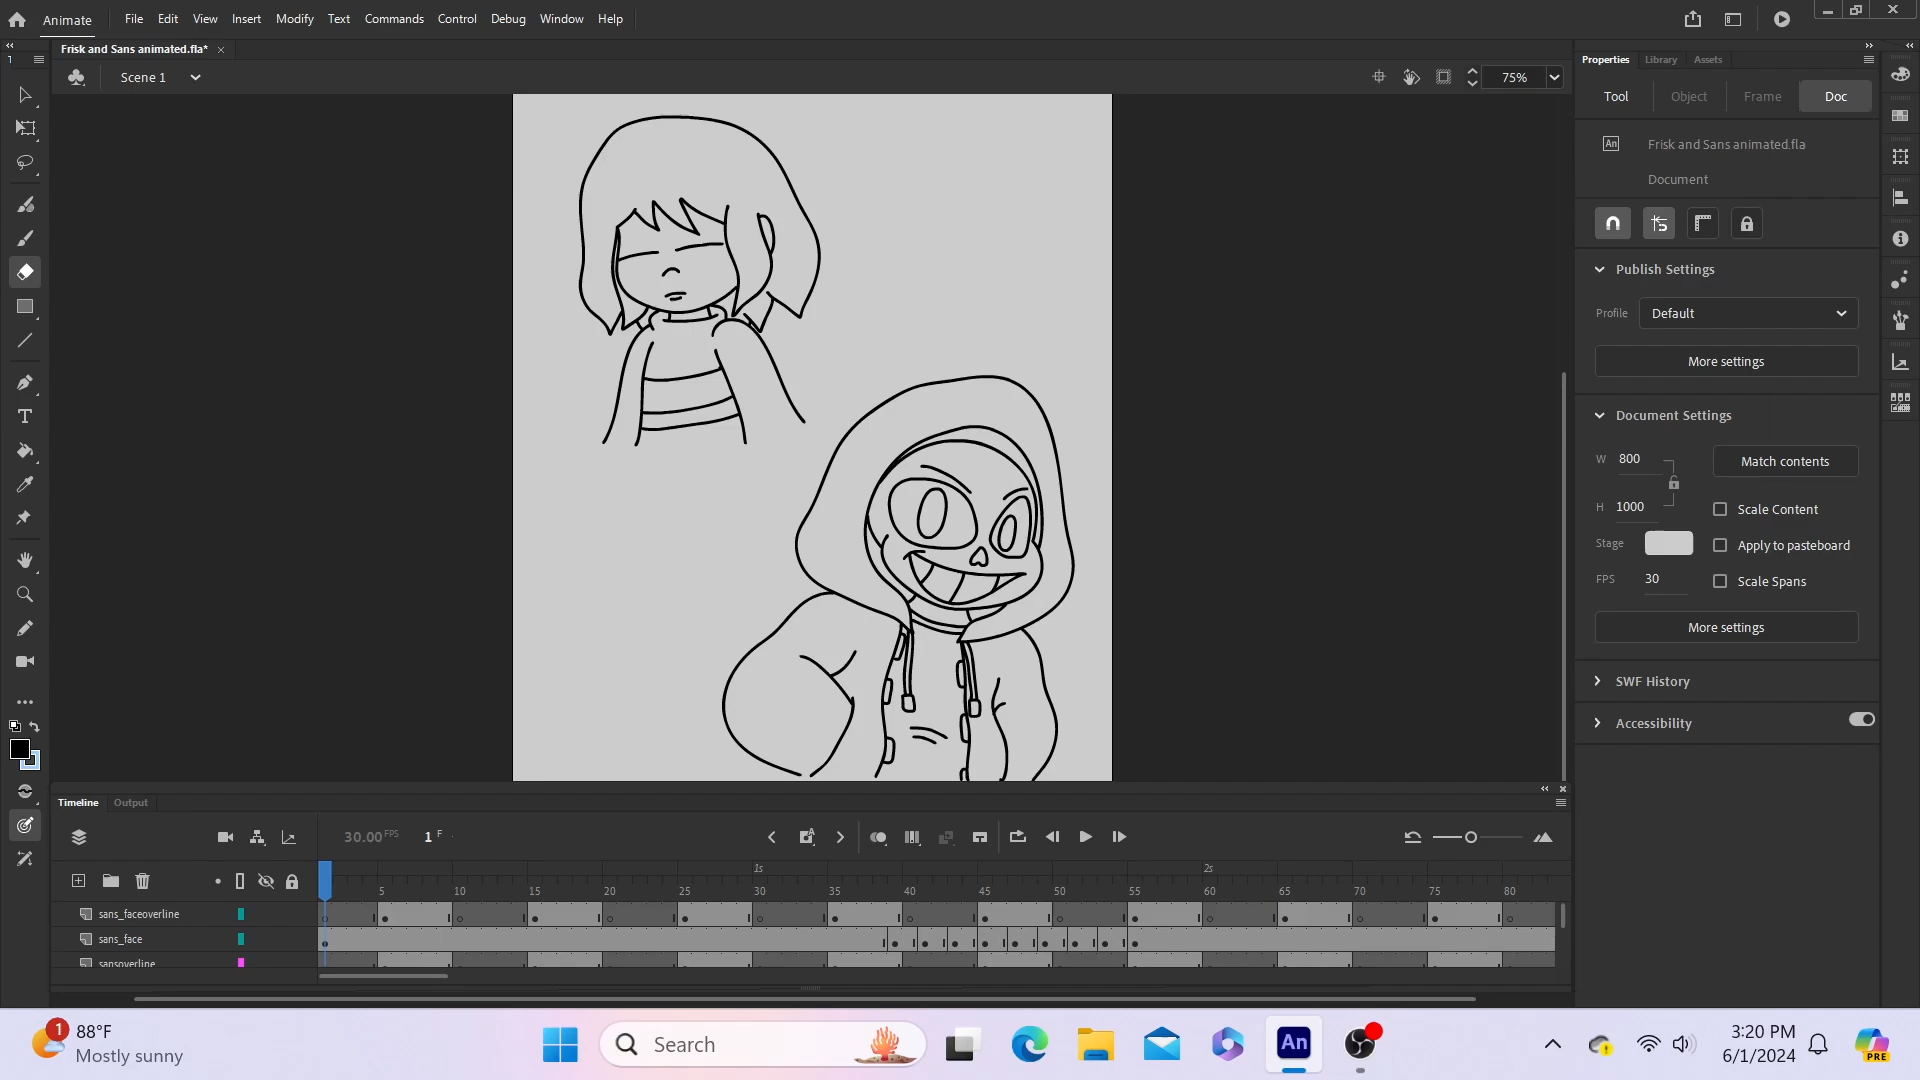 Animate File Edit View Insert Modify Text Commands Control Debug Window Help
Frisk and Sans animated.fla* ×
Scene 1
75%
Properties Library Assets
Tool Object Frame Doc
An Frisk and Sans animated.fla
Document
Publish Settings
Profile Default
More settings
Document Settings
W 800 Match contents
H 1000 Scale Content
Stage Apply to pasteboard
FPS 30 Scale Spans
More settings
SWF History
Accessibility
Timeline Output
30.00 FPS 1 F
1s 2s
5 10 15 20 25 30 35 40 45 50 55 60 65 70 75 80
sans_faceoverline
sans_face
sansoverline
1 88°F
Mostly sunny
Search
An
3:20 PM
6/1/2024
PRE